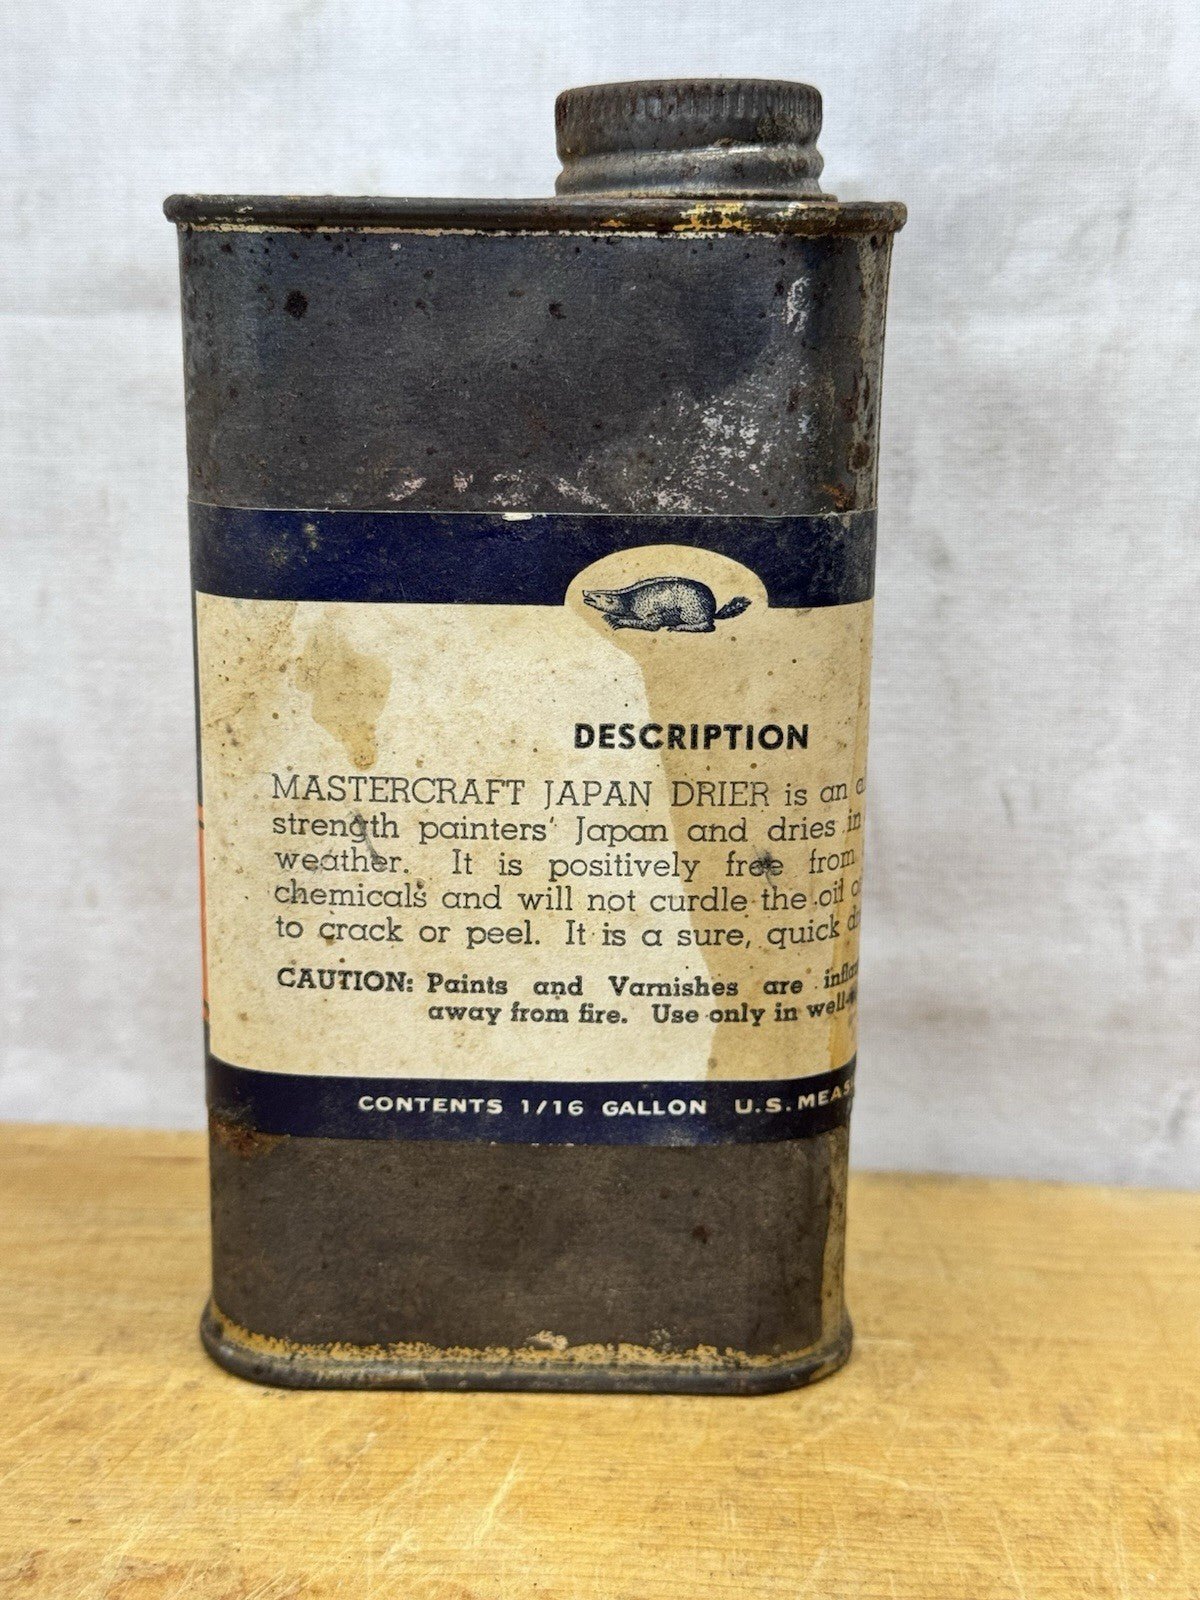 DESCRIPTION
MASTERCRAFT JAPAN DRIER is an
strength painters' Japan and dries in
weather. It is positively free from
chemicals and will not curdle the oil
to crack or peel. It is a sure, quick
CAUTION: Paints and Varnishes are
away from fire. Use only in
CONTENTS 1/16 GALLON U.S.